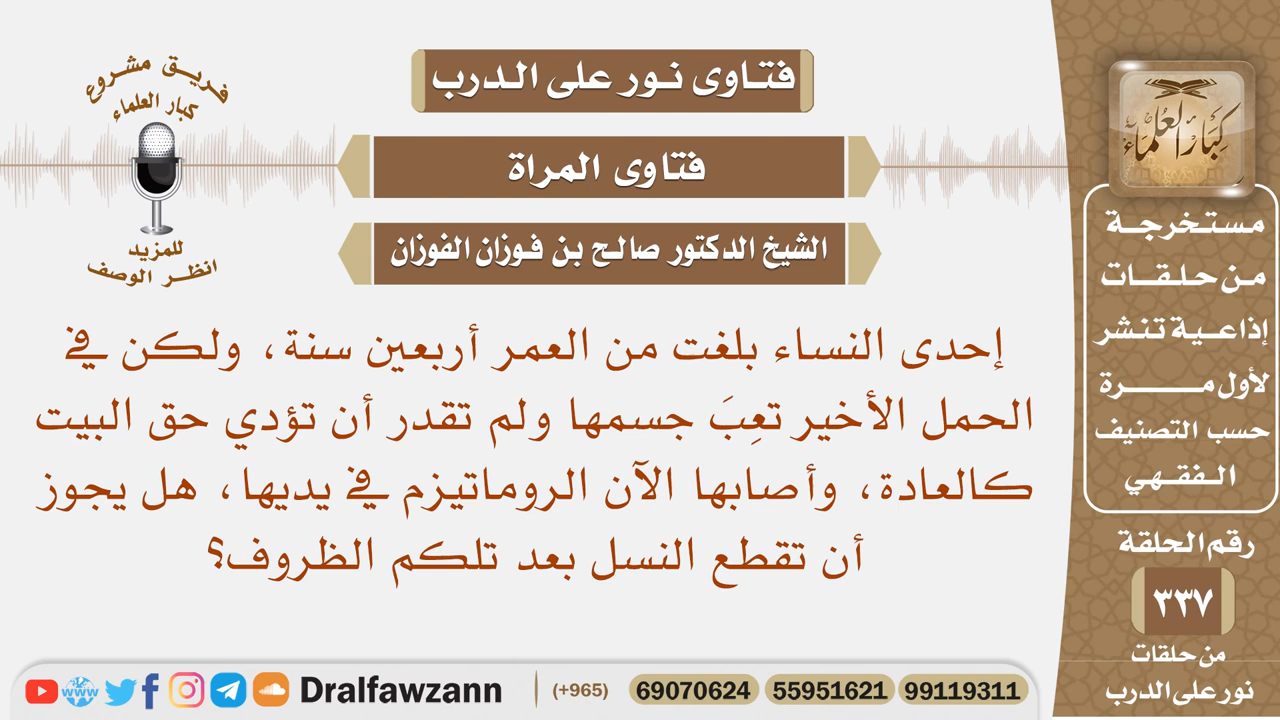 فتاوى نور على الدرب
فتاوى المراة
الشيخ الدكتور صالح بن فوزان الفوزان
فريق مشروع
كبار العلماء
للمزيد
انظر الوصف
إحدى النساء بلغت من العمر أربعين سنة، ولكن في
الحمل الأخير تعِبَ جسمها ولم تقدر أن تؤدي حق البيت
كالعادة، وأصابها الآن الروماتيزم في يديها، هل يجوز
أن تقطع النسل بعد تلكم الظروف؟
كبار العلماء
مستخرجة
من حلقات
إذاعية تنشر
لأول مرة
حسب التصنيف
الفقهي
رقم الحلقة
٣٣٧
من حلقات
نور على الدرب
www Dralfawzann (+965) 69070624 55951621 99119311